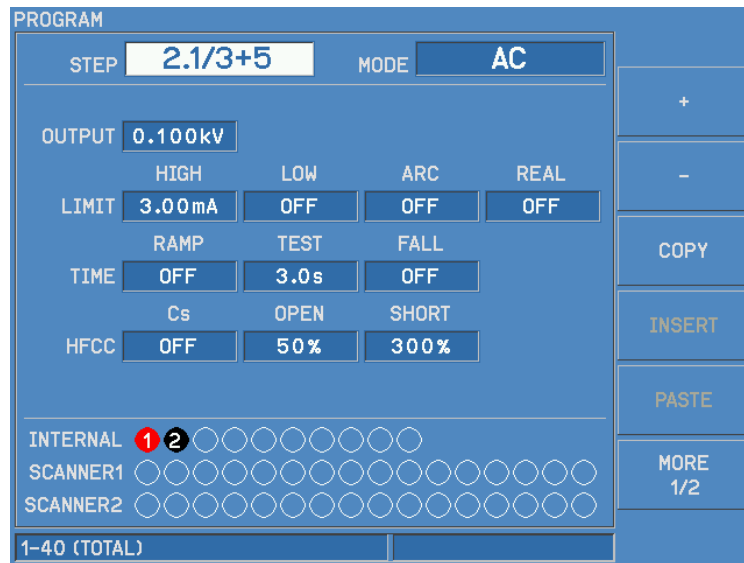 PROGRAM
STEP 2.1/3+5 MODE AC
+
OUTPUT 0.100kV
HIGH LOW ARC REAL
-
LIMIT 3.00mA OFF OFF OFF
RAMP TEST FALL
COPY
TIME OFF 3.0s OFF
Cs OPEN SHORT
INSERT
HFCC OFF 50% 300%
PASTE
INTERNAL 1 2
SCANNER1
MORE
1/2
SCANNER2
1-40 (TOTAL)